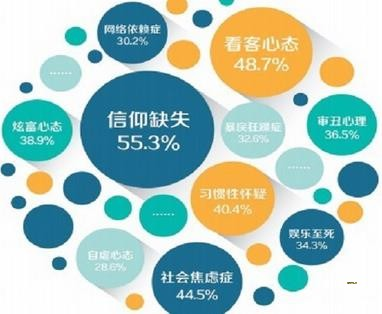 网络依赖症
30.2%
看客心态
48.7%
……
炫富心态
38.9%
信仰缺失
55.3%
暴戾狂躁症
32.6%
审丑心理
36.5%
……
习惯性怀疑
40.4%
……
娱乐至死
34.3%
自虐心态
28.6%
社会焦虑症
44.5%